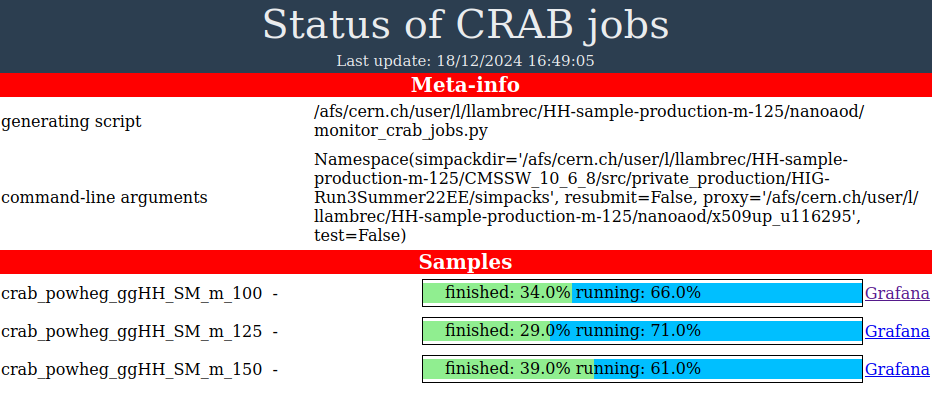 Status of CRAB jobs
Last update: 18/12/2024 16:49:05
Meta-info
generating script
/afs/cern.ch/user/l/llambrec/HH-sample-production-m-125/nanoaod/
monitor_crab_jobs.py
command-line arguments
Namespace(simpackdir='/afs/cern.ch/user/l/llambrec/HH-sample-
production-m-125/CMSSW_10_6_8/src/private_production/HIG-
Run3Summer22EE/simpacks', resubmit=False, proxy='/afs/cern.ch/user/l/
llambrec/HH-sample-production-m-125/nanoaod/x509up_u116295',
test=False)
Samples
crab_powheg_ggHH_SM_m_100 - finished: 34.0% running: 66.0% Grafana
crab_powheg_ggHH_SM_m_125 - finished: 29.0% running: 71.0% Grafana
crab_powheg_ggHH_SM_m_150 - finished: 39.0% running: 61.0% Grafana